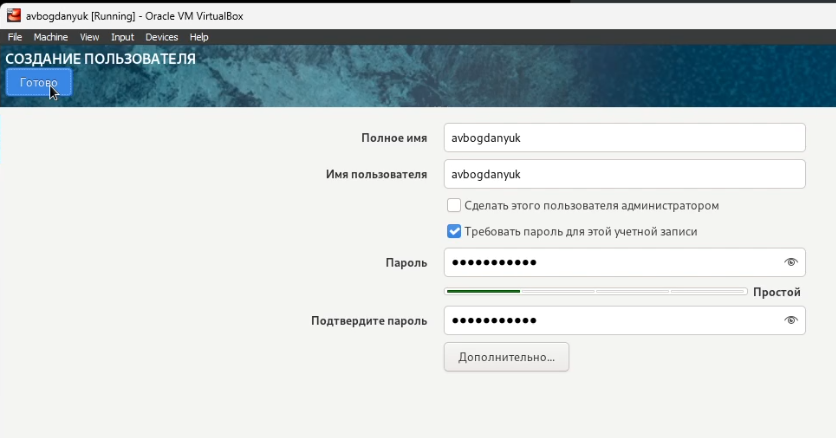 avbogdanyuk [Running] - Oracle VM VirtualBox
File Machine View Input Devices Help
СОЗДАНИЕ ПОЛЬЗОВАТЕЛЯ
Готово
Полное имя avbogdanyuk
Имя пользователя avbogdanyuk
Сделать этого пользователя администратором
Требовать пароль для этой учетной записи
Пароль •••••••••••
Простой
Подтвердите пароль •••••••••••
Дополнительно...